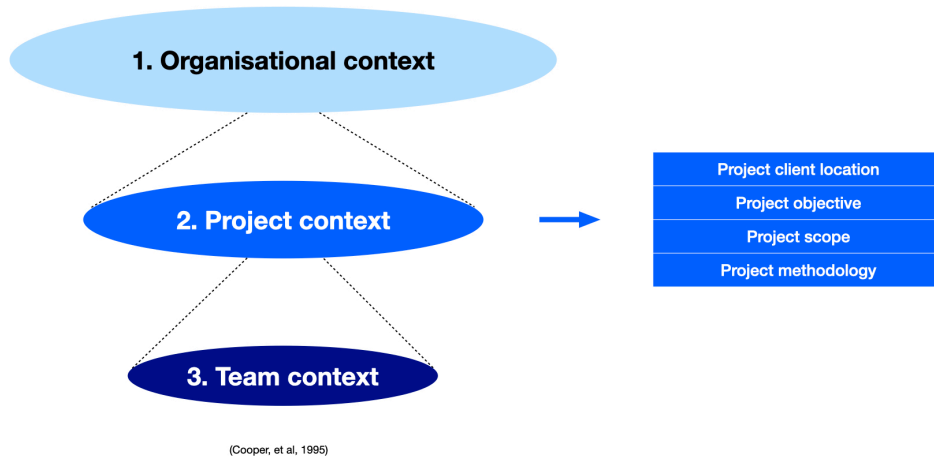 1. Organisational context
2. Project context
Project client location
Project objective
Project scope
Project methodology
3. Team context
(Cooper, et al, 1995)